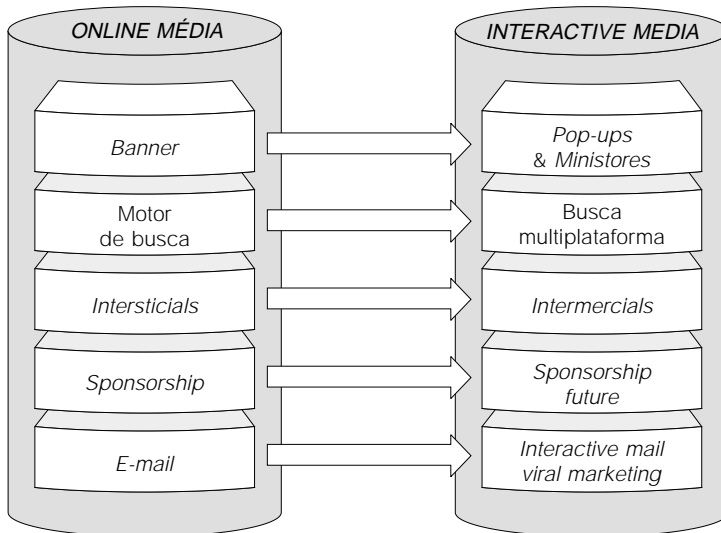 ONLINE MÉDIA
Banner
Motor
de busca
Intersticials
Sponsorship
E-mail
INTERACTIVE MEDIA
Pop-ups
& Ministores
Busca
multiplataforma
Intermercials
Sponsorship
future
Interactive mail
viral marketing